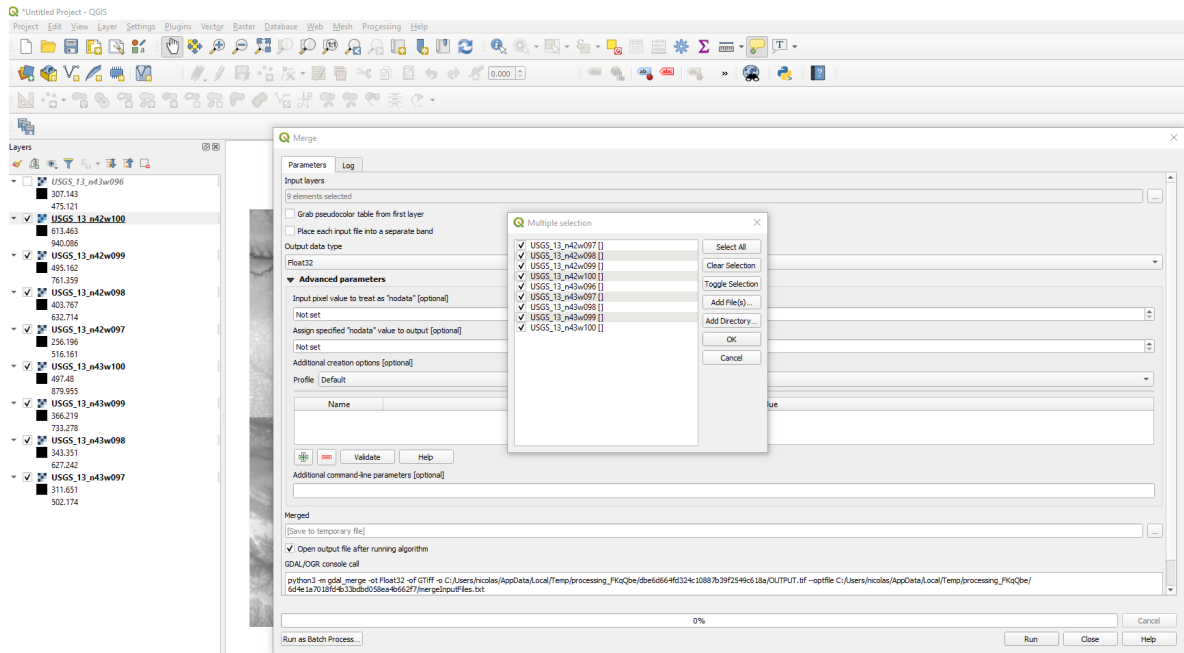 *Untitled Project - QGIS
Project Edit View Layer Settings Plugins Vector Raster Database Web Mesh Processing Help
0.000
Layers
USGS_13_n43w096
307.143
475.121
USGS_13_n42w100
613.463
940.086
USGS_13_n42w099
495.162
761.359
USGS_13_n42w098
403.767
632.714
USGS_13_n42w097
256.196
516.161
USGS_13_n43w100
497.48
879.955
USGS_13_n43w099
366.219
733.278
USGS_13_n43w098
343.351
627.242
USGS_13_n43w097
311.651
502.174
Merge
Parameters Log
Input layers
9 elements selected
...
Grab pseudocolor table from first layer
Place each input file into a separate band
Output data type
Float32
Advanced parameters
Input pixel value to treat as "nodata" [optional]
Not set
Assign specified "nodata" value to output [optional]
Not set
Additional creation options [optional]
Profile Default
Name
Validate Help
Additional command-line parameters [optional]
Merged
[Save to temporary file]
...
Open output file after running algorithm
GDAL/OGR console call
python3 -m gdal_merge -ot Float32 -of GTiff -o C:/Users/nicolas/AppData/Local/Temp/processing_FKqQbe/dbe6d664fd324c10887b39f2549c618a/OUTPUT.tif --optfile C:/Users/nicolas/AppData/Local/Temp/processing_FKqQbe/
6d4e1a7018fd4b33bdbd058ea4b662f7/mergeInputFiles.txt
0%
Cancel
Run as Batch Process...
Run Close Help
Multiple selection
USGS_13_n42w097 []
USGS_13_n42w098 []
USGS_13_n42w099 []
USGS_13_n42w100 []
USGS_13_n43w096 []
USGS_13_n43w097 []
USGS_13_n43w098 []
USGS_13_n43w099 []
USGS_13_n43w100 []
Select All
Clear Selection
Toggle Selection
Add File(s)...
Add Directory...
OK
Cancel